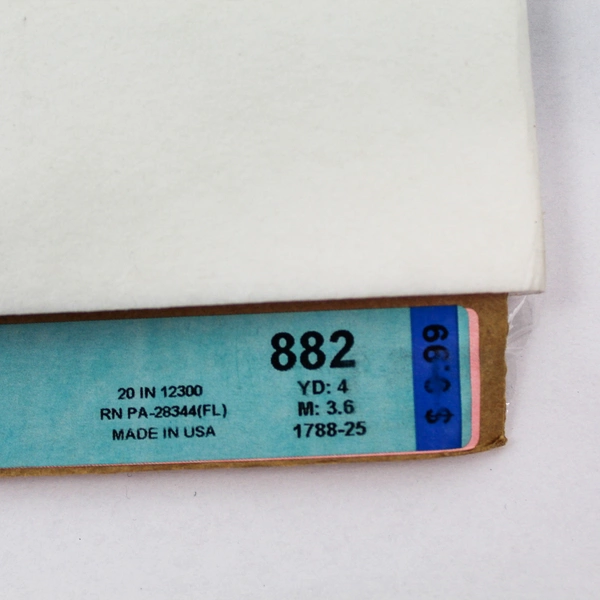 882
20 IN 12300
RN PA-28344(FL)
MADE IN USA
YD: 4
M: 3.6
1788-25
$ 0.99